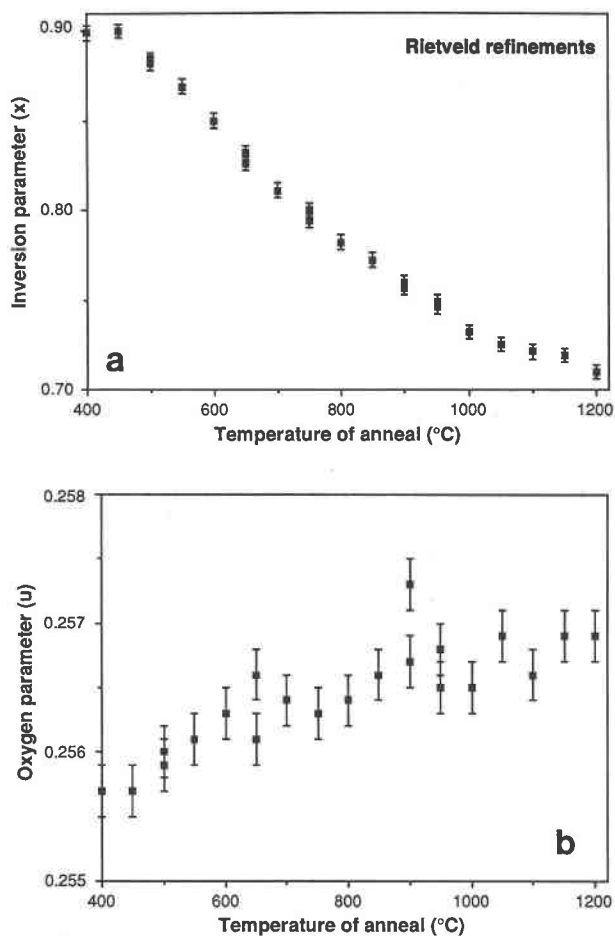 0.90
Rietveld refinements
Inversion parameter (x)
0.80
a
0.70
400 600 800 1000 1200
Temperature of anneal (°C)
0.258
Oxygen parameter (u)
0.257
0.256
b
0.255
400 600 800 1000 1200
Temperature of anneal (°C)